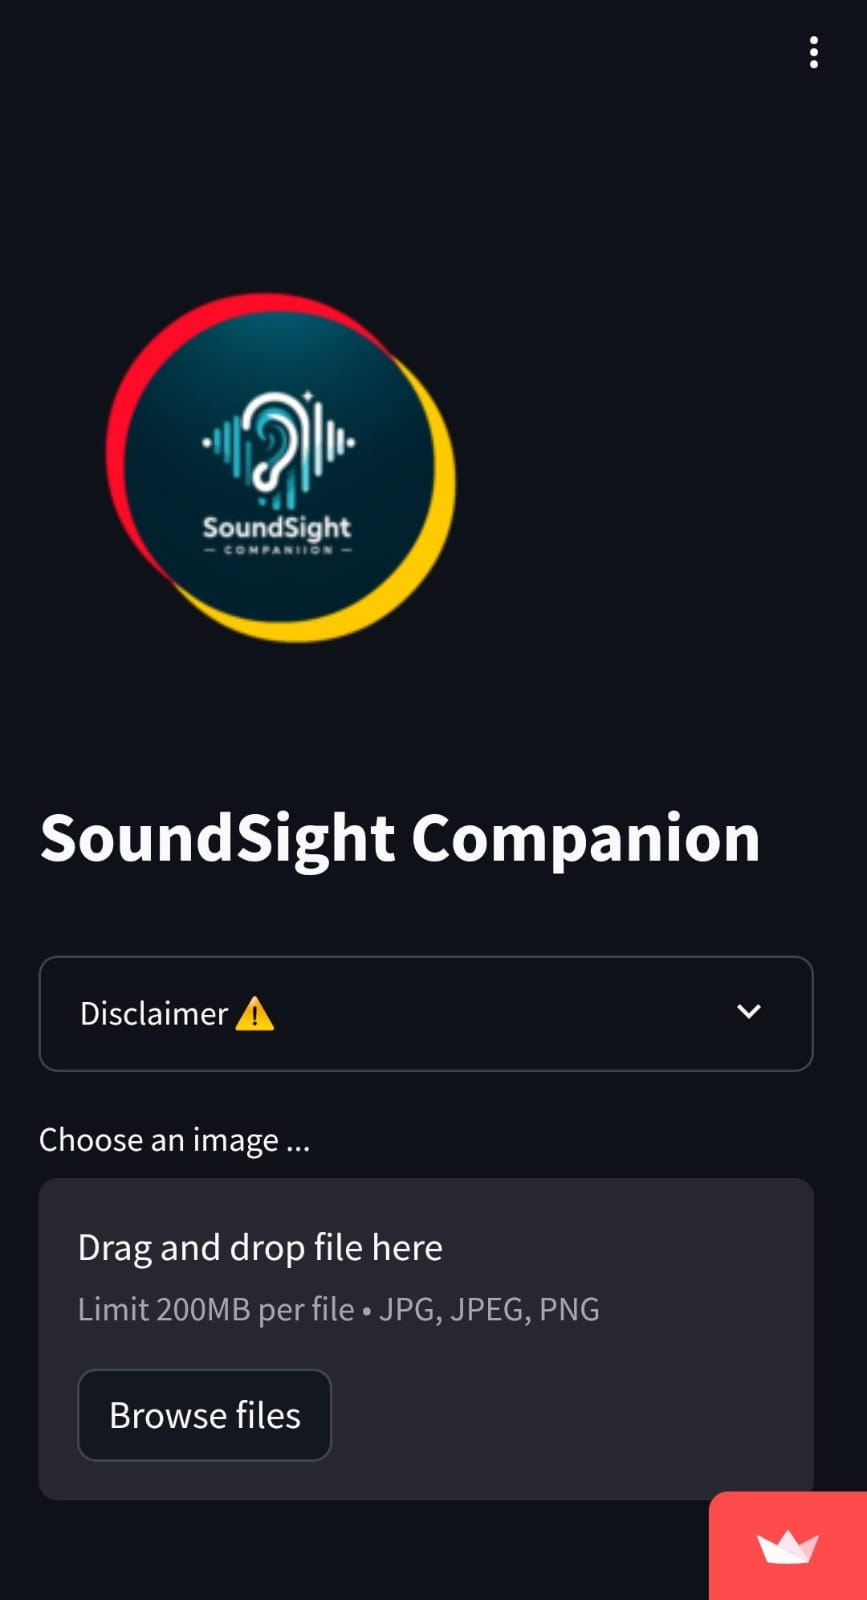 SoundSight
— COMPANIION —
SoundSight Companion
Disclaimer ⚠️
Choose an image ...
Drag and drop file here
Limit 200MB per file • JPG, JPEG, PNG
Browse files